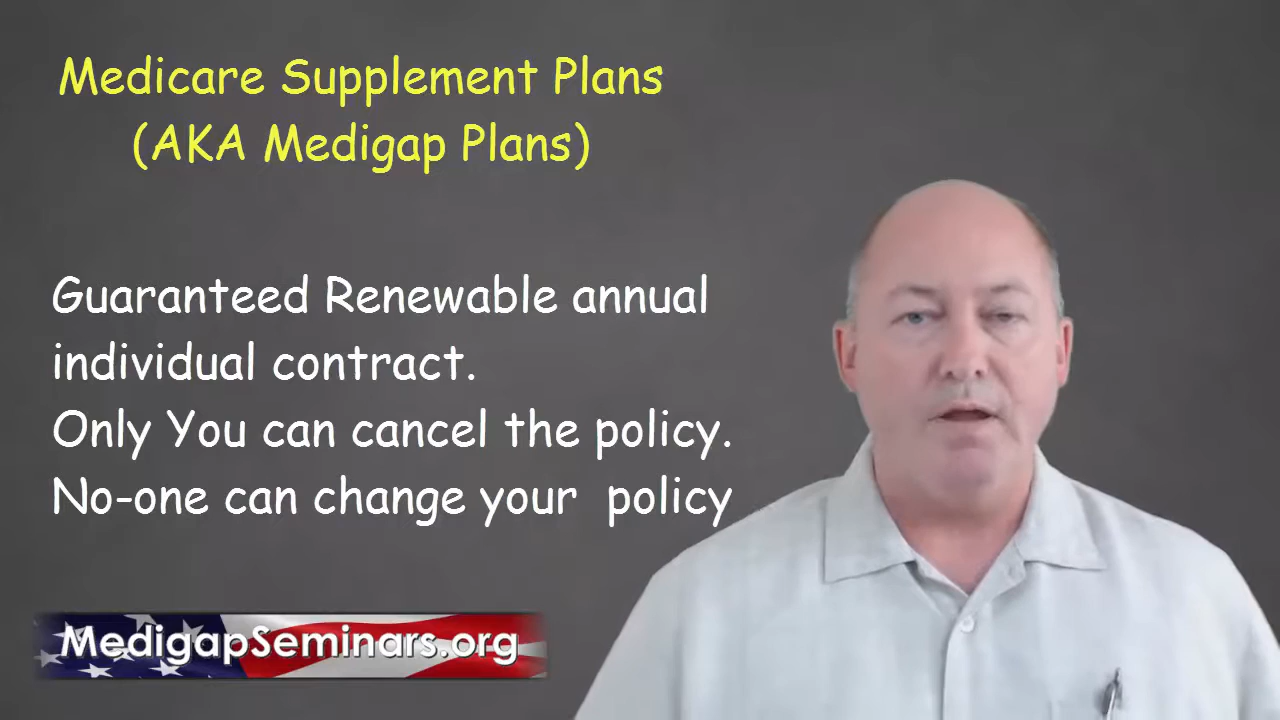 Medicare Supplement Plans
(AKA Medigap Plans)
Guaranteed Renewable annual
individual contract.
Only You can cancel the policy.
No-one can change your policy
MedigapSeminars.org